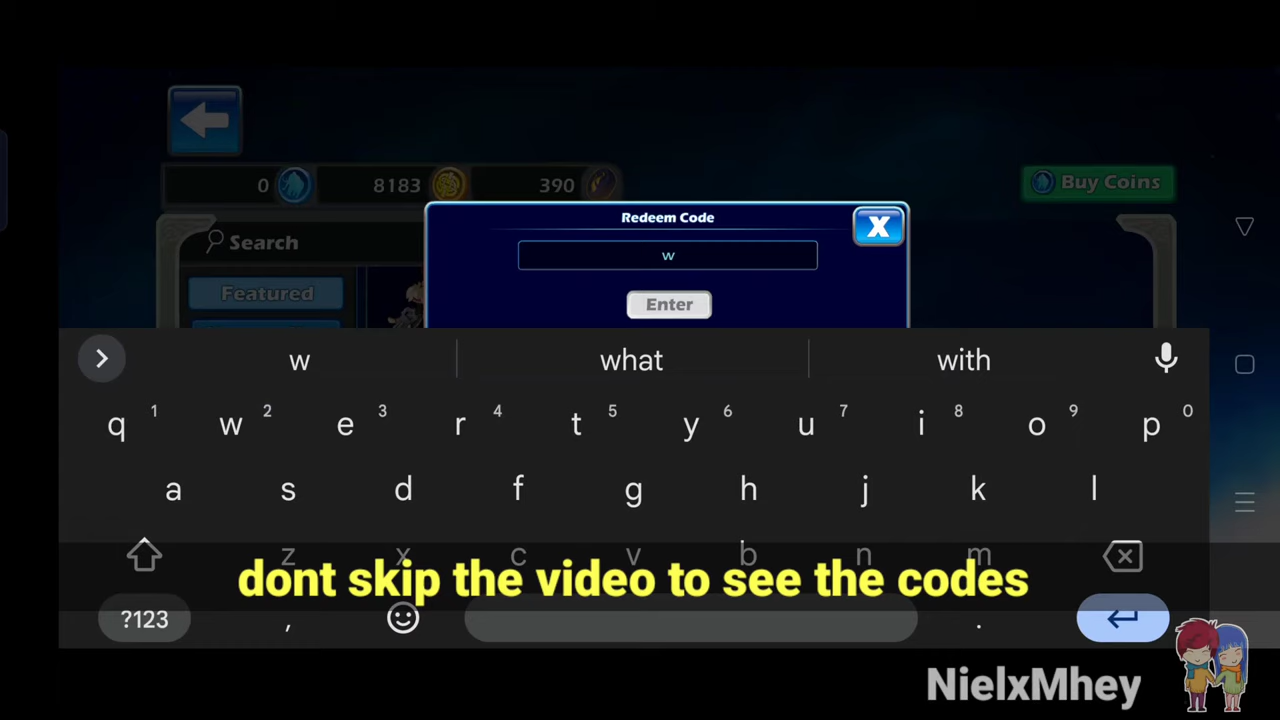 0 8183 390 Buy Coins
Redeem Code
Search
w
Featured
Enter
w what with
q 1 w 2 e 3 r 4 t 5 y 6 u 7 i 8 o 9 p 0
a s d f g h j k l
z x c v b n m
dont skip the video to see the codes
?123 , .
NielxMhey